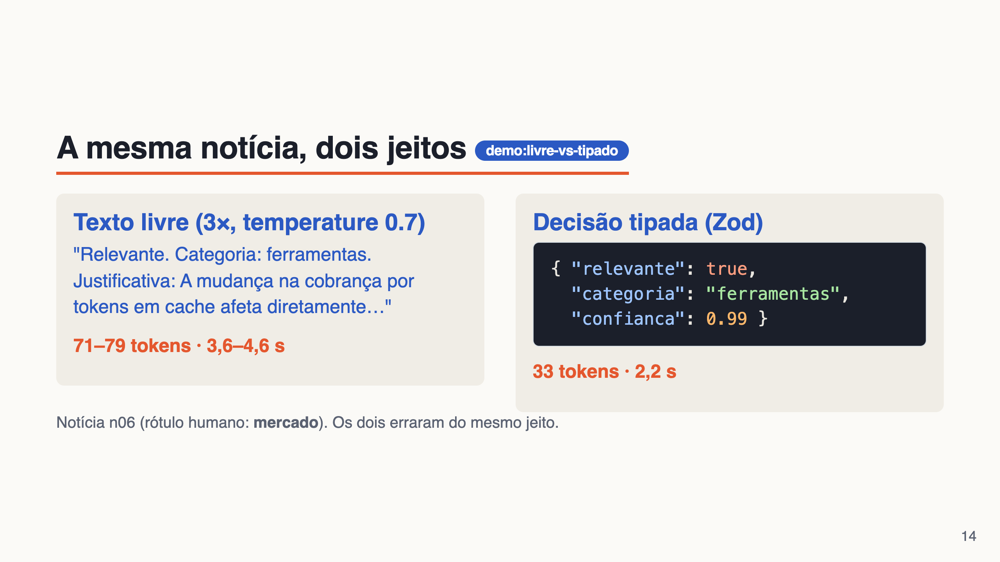 A mesma notícia, dois jeitos demo:livre-vs-tipado
Texto livre (3×, temperature 0.7)
"Relevante. Categoria: ferramentas.
Justificativa: A mudança na cobrança por
tokens em cache afeta diretamente…"
71–79 tokens · 3,6–4,6 s
Decisão tipada (Zod)
{ "relevante": true,
"categoria": "ferramentas",
"confianca": 0.99 }
33 tokens · 2,2 s
Notícia n06 (rótulo humano: mercado). Os dois erraram do mesmo jeito.
14